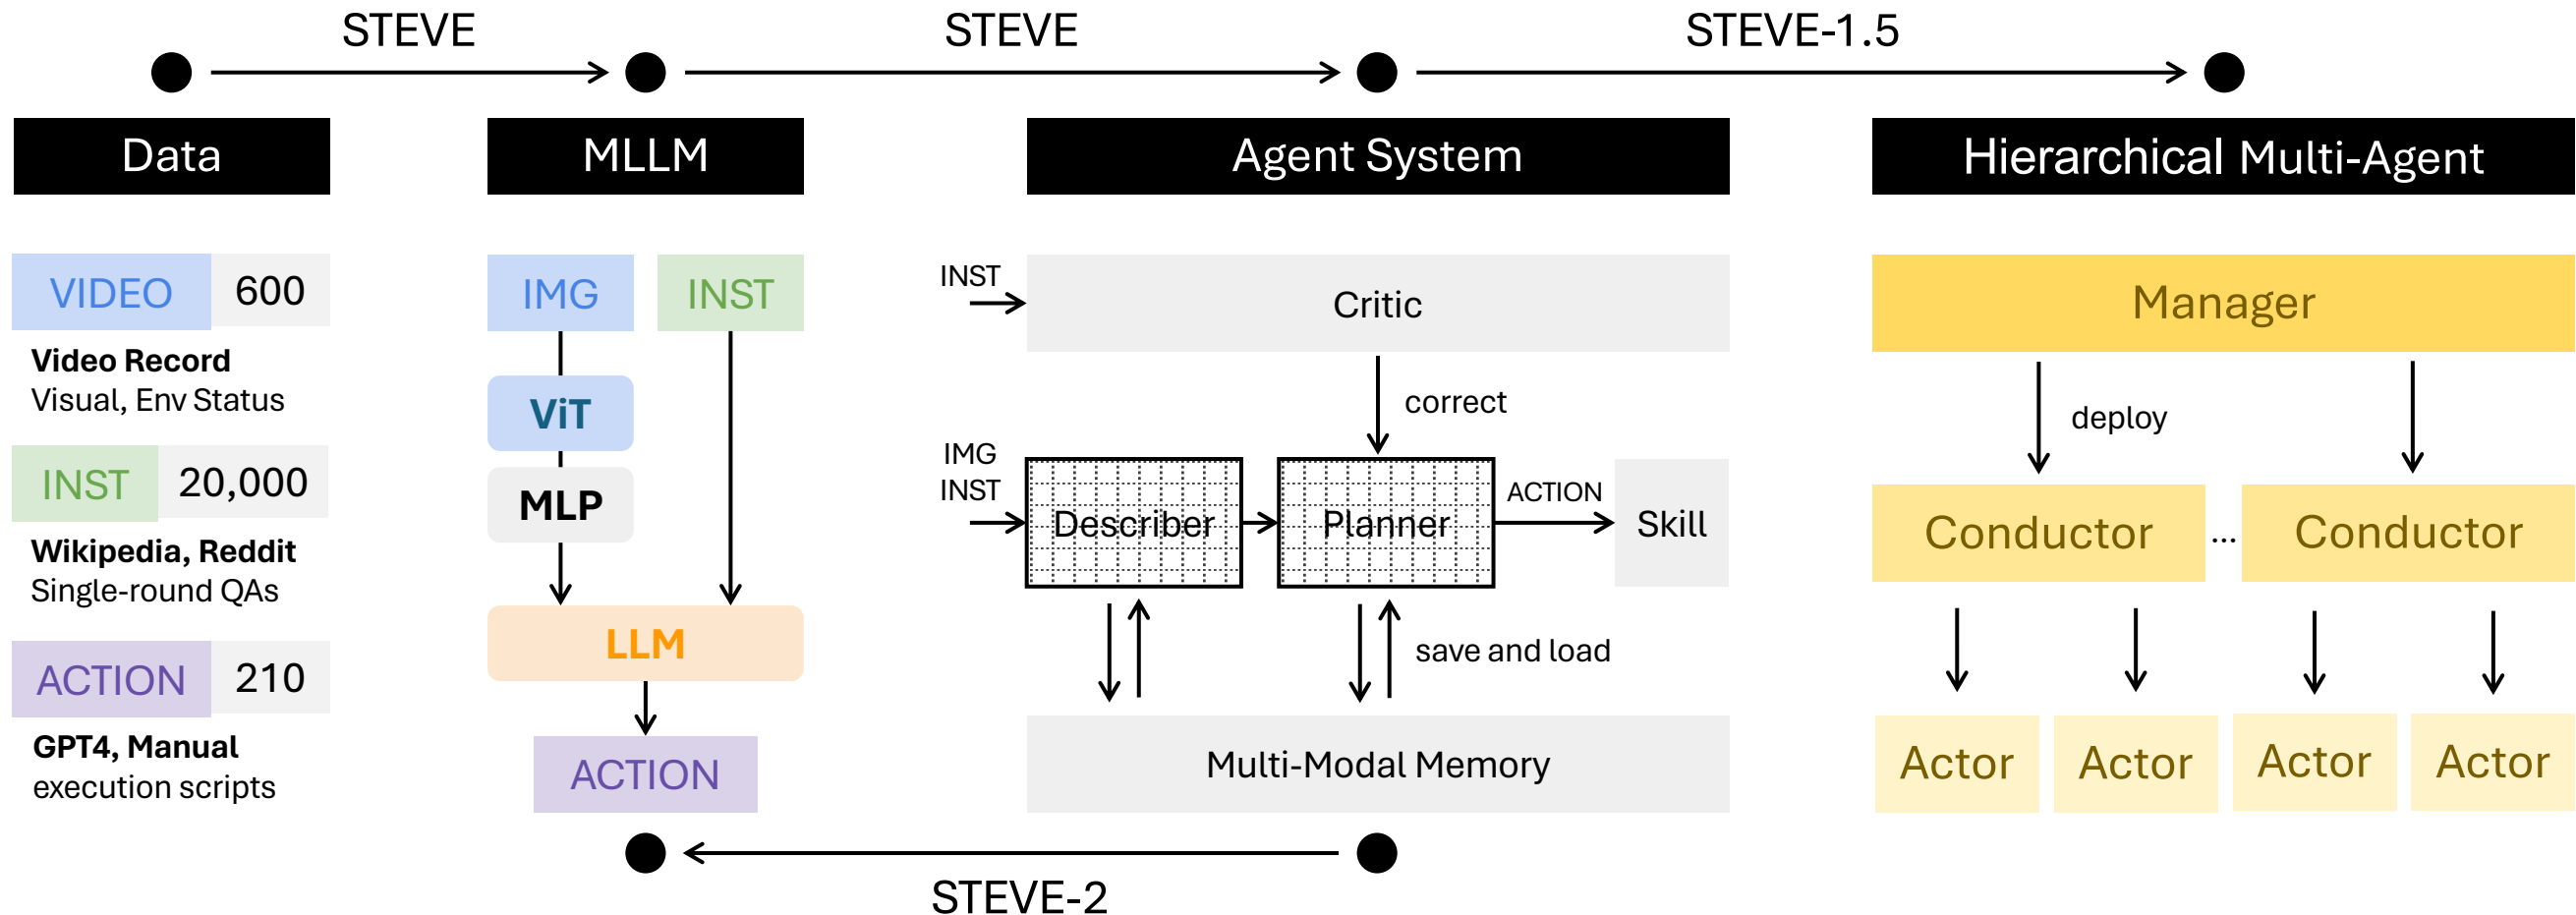 STEVE
STEVE
STEVE-1.5
Data
MLLM
Agent System
Hierarchical Multi-Agent
VIDEO 600
Video Record
Visual, Env Status
INST 20,000
Wikipedia, Reddit
Single-round QAs
ACTION 210
GPT4, Manual
execution scripts
IMG
INST
ViT
MLP
LLM
ACTION
INST
Critic
correct
IMG
INST
Describer
Planner
ACTION
Skill
save and load
Multi-Modal Memory
Manager
deploy
Conductor
...
Conductor
Actor
Actor
Actor
Actor
STEVE-2